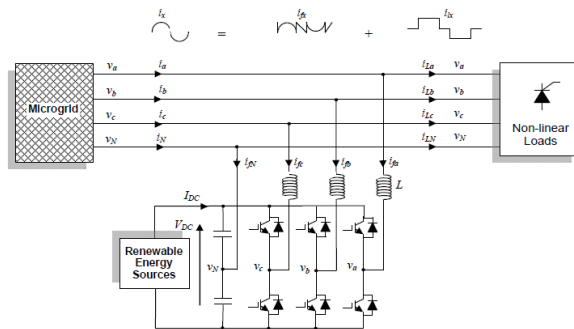 i_x = i_fx + i_lx
v_a i_a i_La v_a
v_b i_b i_Lb v_b
v_c i_c i_Lc v_c
v_N i_N i_LN v_N
Microgrid
Non-linear
Loads
i_fN i_fc i_fb i_fa
L
I_DC
V_DC
Renewable
Energy
Sources
v_N v_c v_b v_a